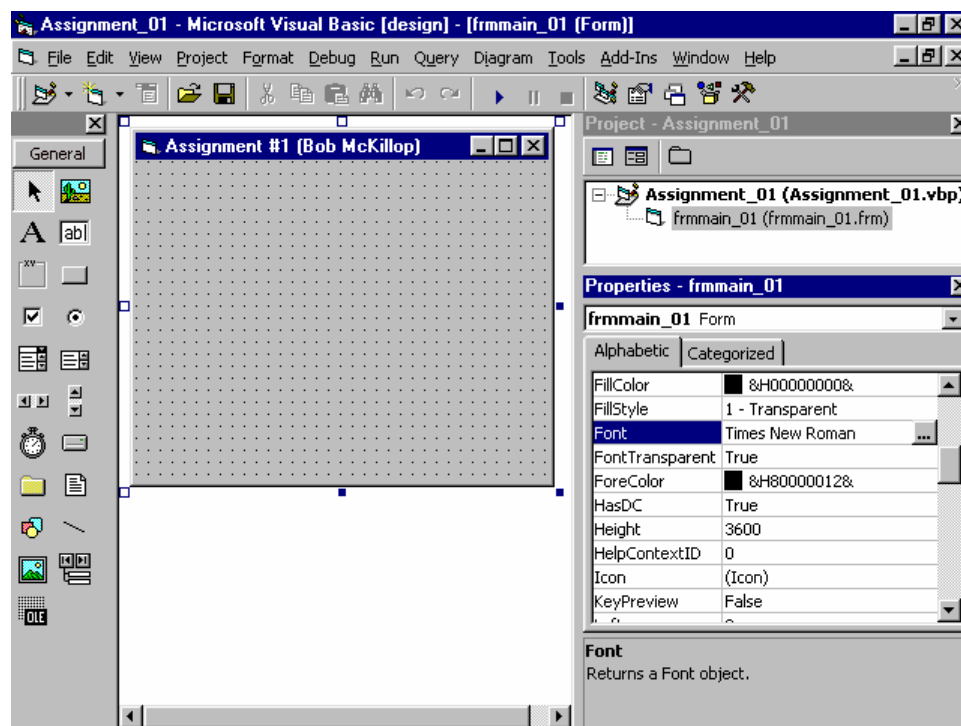 Assignment_01 - Microsoft Visual Basic [design] - [frmmain_01 (Form)]
File Edit View Project Format Debug Run Query Diagram Tools Add-Ins Window Help
General
A
ab
XY
OLE
Assignment #1 (Bob McKillop)
Project - Assignment_01
Assignment_01 (Assignment_01.vbp)
frmmain_01 (frmmain_01.frm)
Properties - frmmain_01
frmmain_01 Form
Alphabetic Categorized
FillColor &H00000000&
FillStyle 1 - Transparent
Font Times New Roman ...
FontTransparent True
ForeColor &H80000012&
HasDC True
Height 3600
HelpContextID 0
Icon (Icon)
KeyPreview False
Font
Returns a Font object.